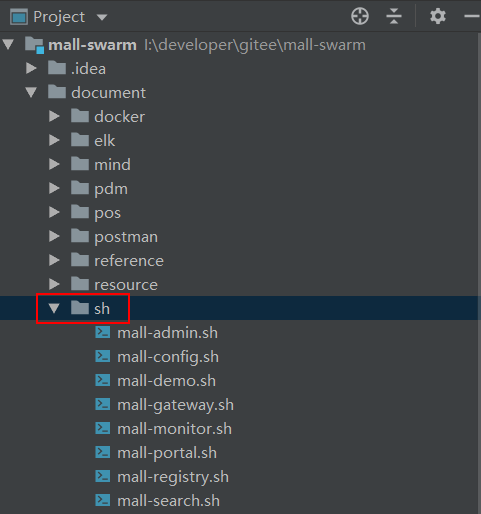 Project
mall-swarm I:\developer\gitee\mall-swarm
.idea
document
docker
elk
mind
pdm
pos
postman
reference
resource
sh
mall-admin.sh
mall-config.sh
mall-demo.sh
mall-gateway.sh
mall-monitor.sh
mall-portal.sh
mall-registry.sh
mall-search.sh